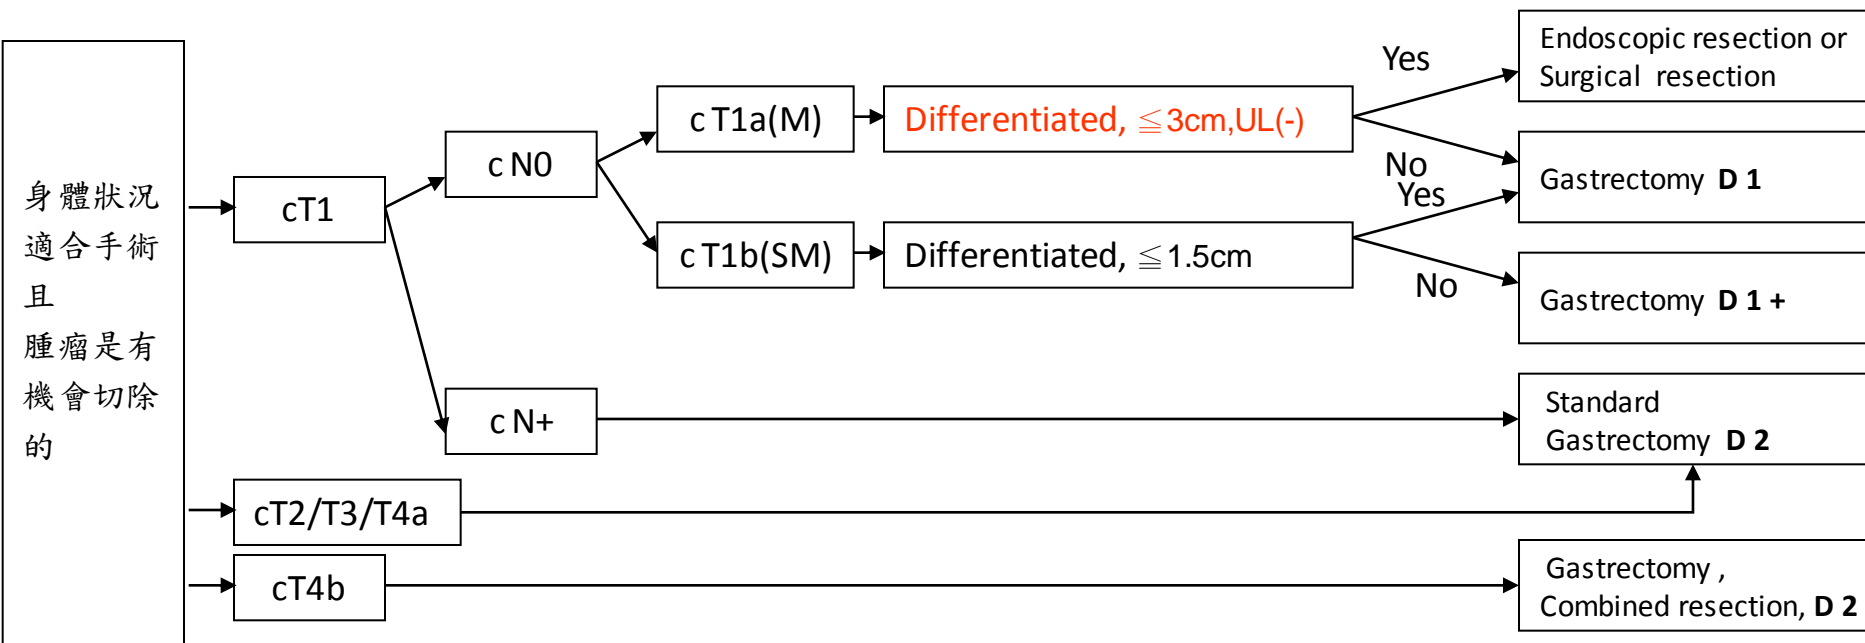 身體狀況
適合手術
且
腫瘤是有
機會切除
的
cT1
c N0
c T1a(M)
Differentiated, ≦3cm,UL(-)
Yes
Endoscopic resection or
Surgical resection
No
Gastrectomy D 1
c T1b(SM)
Differentiated, ≦1.5cm
Yes
No
Gastrectomy D 1 +
c N+
Standard
Gastrectomy D 2
cT2/T3/T4a
cT4b
Gastrectomy ,
Combined resection, D 2